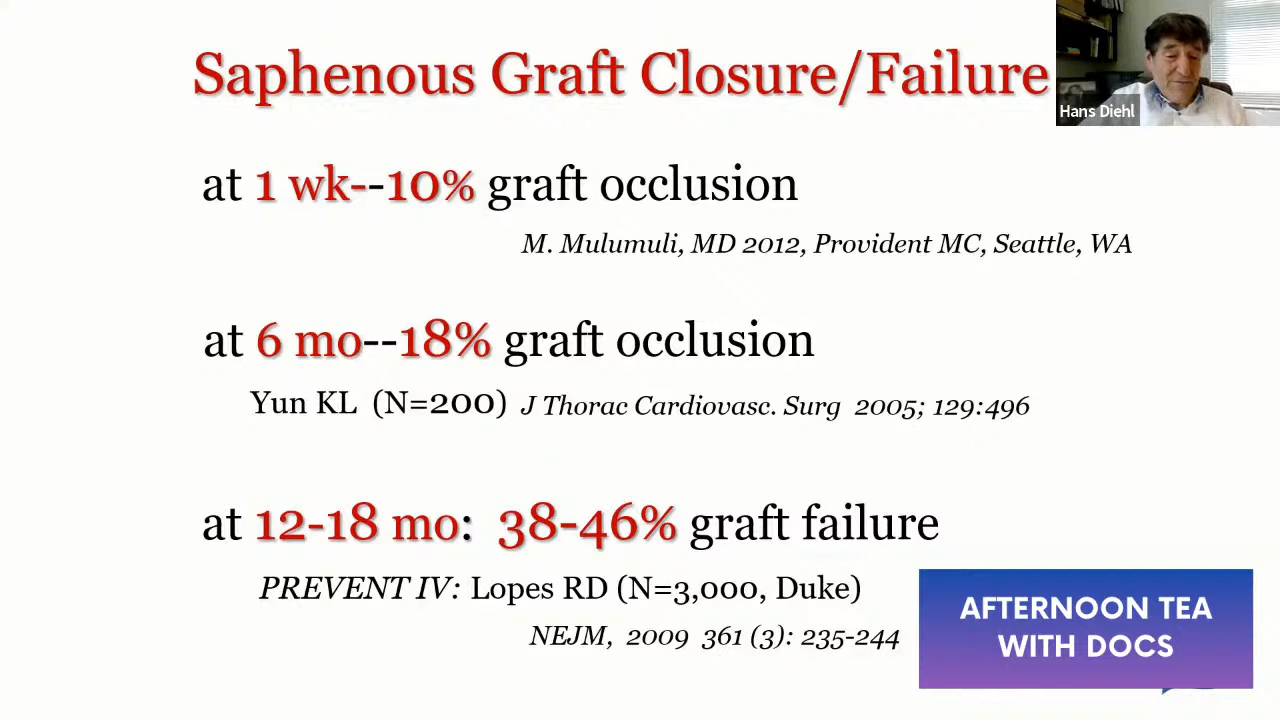 Saphenous Graft Closure/Failure
Hans Diehl
at 1 wk--10% graft occlusion
M. Mulumuli, MD 2012, Provident MC, Seattle, WA
at 6 mo--18% graft occlusion
Yun KL (N=200) J Thorac Cardiovasc. Surg 2005; 129:496
at 12-18 mo: 38-46% graft failure
PREVENT IV: Lopes RD (N=3,000, Duke)
NEJM, 2009 361 (3): 235-244
AFTERNOON TEA
WITH DOCS